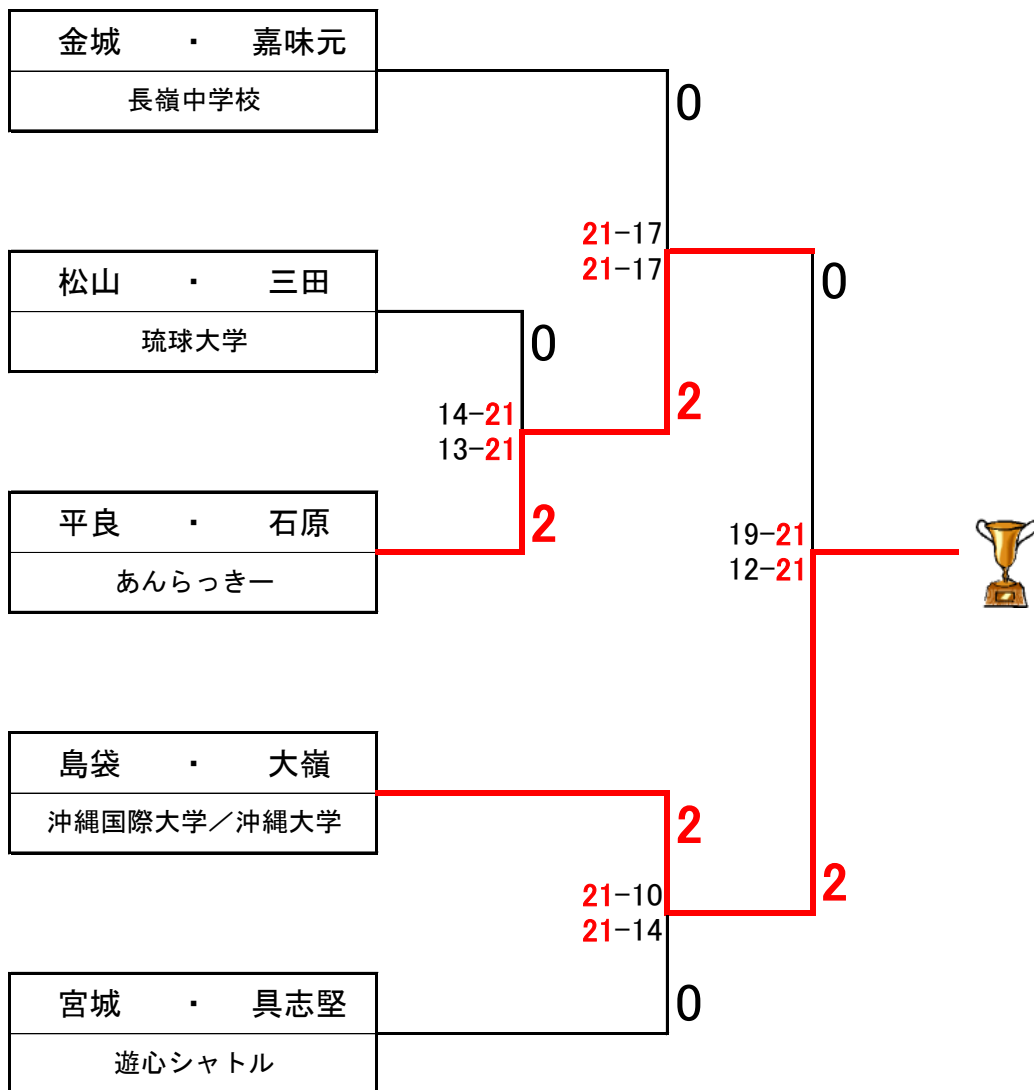 金城 ・ 嘉味元
長嶺中学校
0
21-17
21-17
松山 ・ 三田
琉球大学
0
0
14-21
13-21
2
平良 ・ 石原
あんらっきー
2
19-21
12-21
島袋 ・ 大嶺
沖縄国際大学／沖縄大学
2
21-10
21-14
2
宮城 ・ 具志堅
遊心シャトル
0